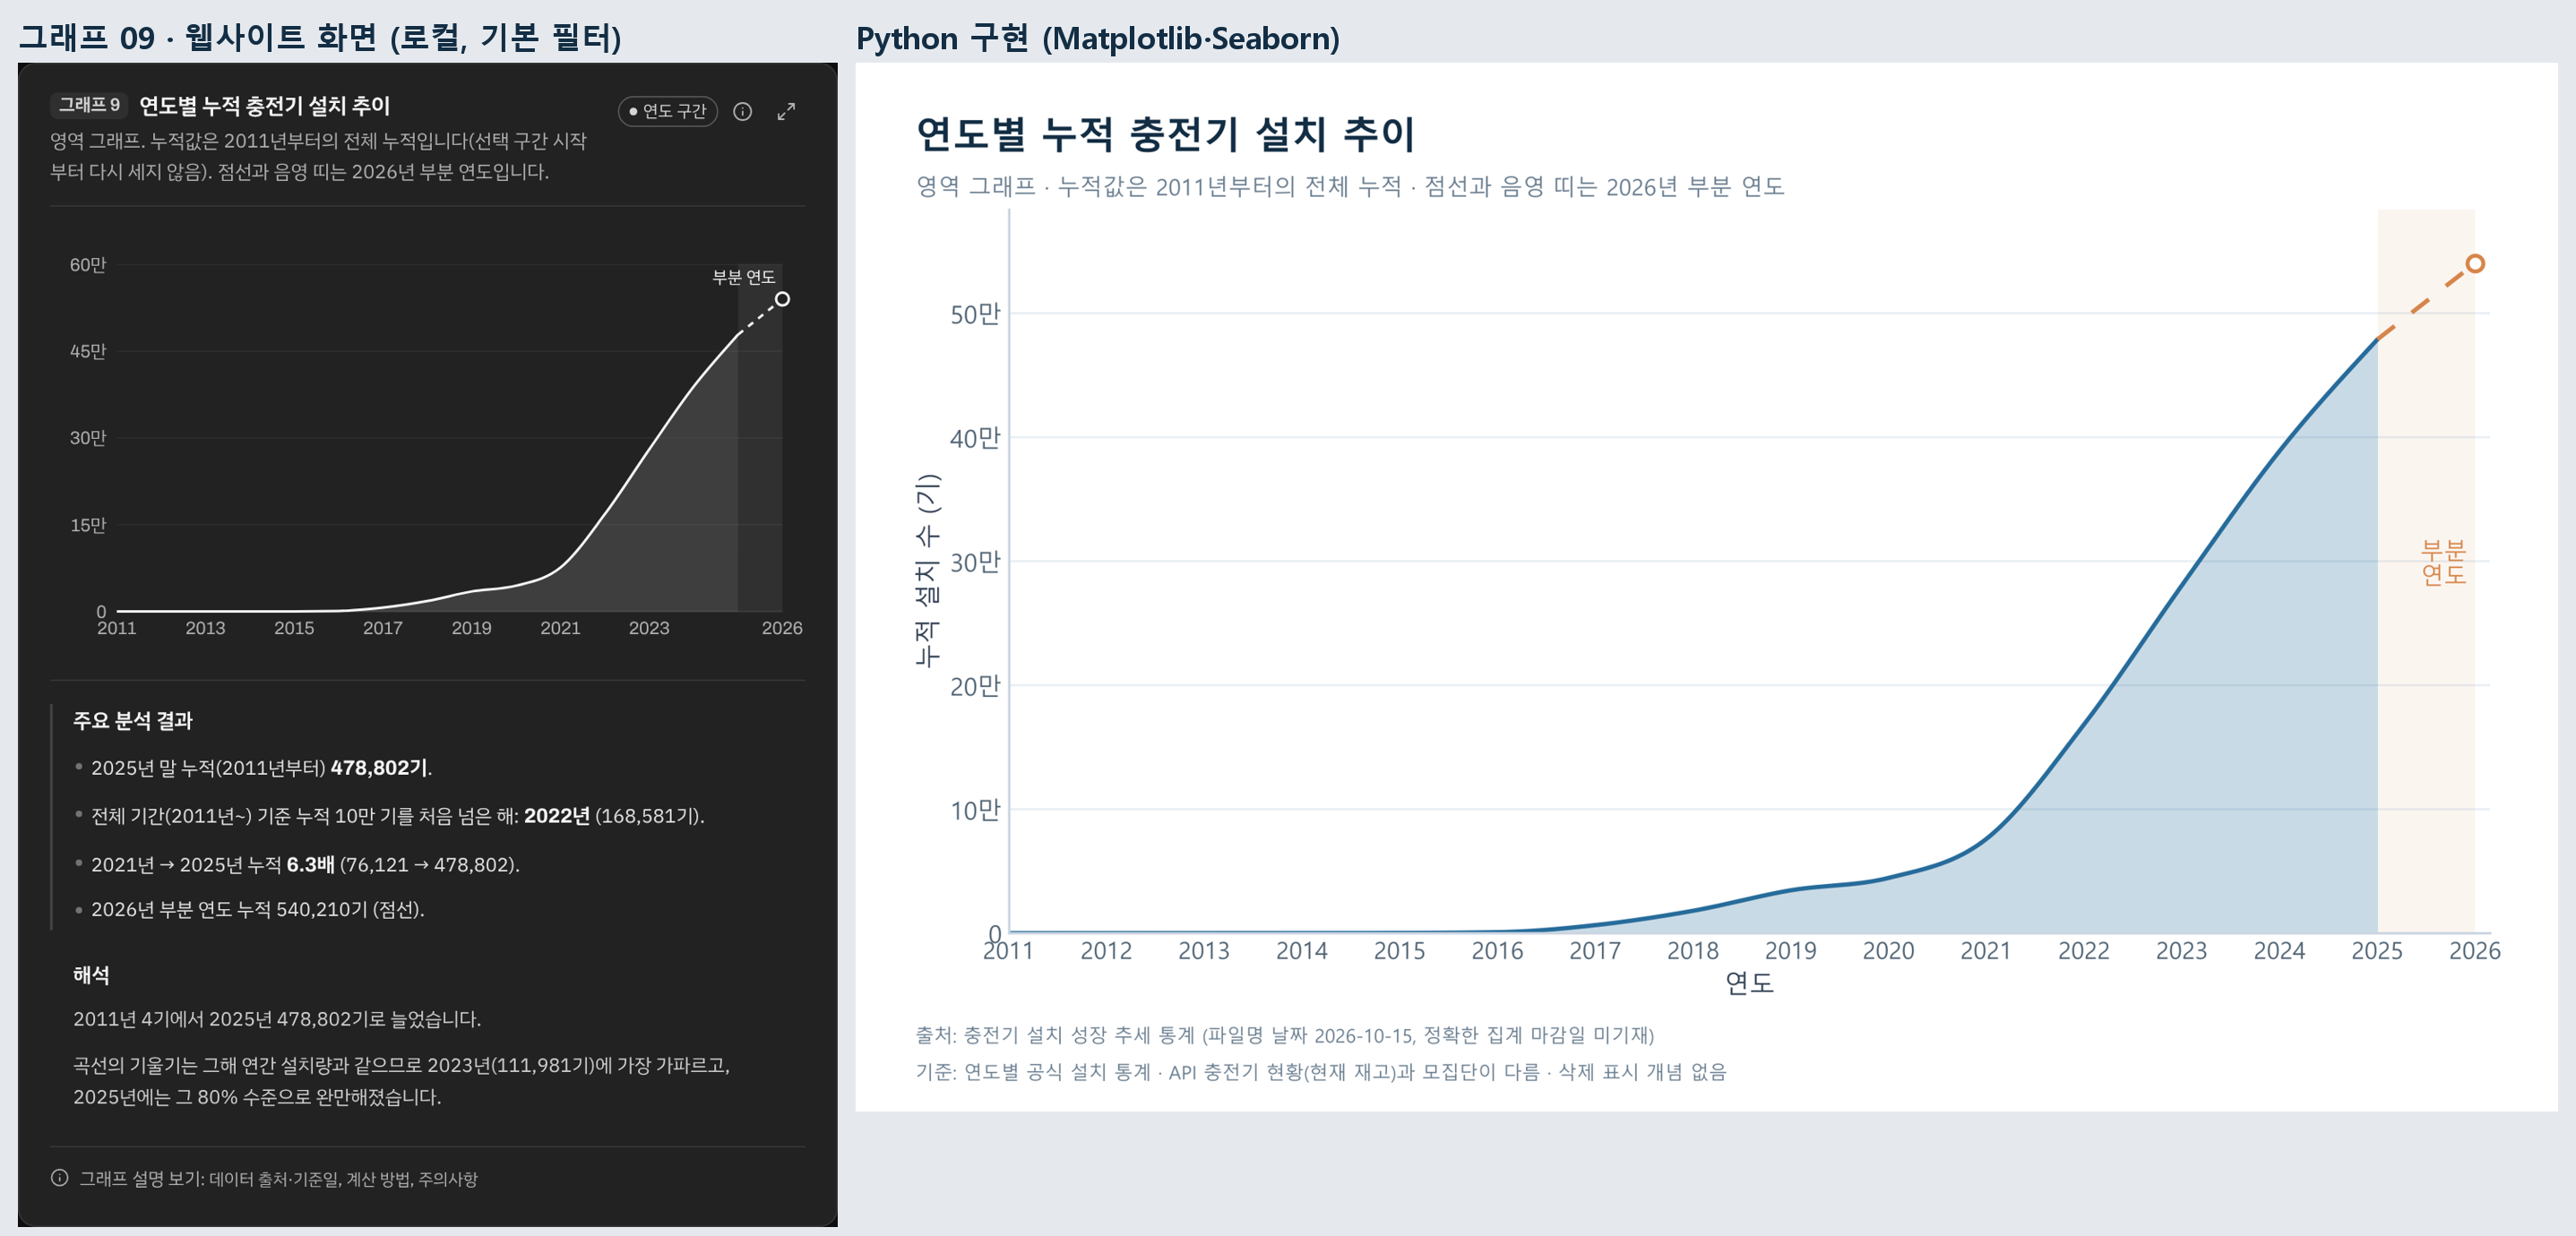 그래프 09 · 웹사이트 화면 (로컬, 기본 필터)
그래프 9 연도별 누적 충전기 설치 추이
연도 구간
영역 그래프. 누적값은 2011년부터의 전체 누적입니다(선택 구간 시작
부터 다시 세지 않음). 점선과 음영 띠는 2026년 부분 연도입니다.
60만
부분 연도
45만
30만
15만
0
2011 2013 2015 2017 2019 2021 2023 2026
주요 분석 결과
2025년 말 누적(2011년부터) 478,802기.
전체 기간(2011년~) 기준 누적 10만 기를 처음 넘은 해: 2022년 (168,581기).
2021년 → 2025년 누적 6.3배 (76,121 → 478,802).
2026년 부분 연도 누적 540,210기 (점선).
해석
2011년 4기에서 2025년 478,802기로 늘었습니다.
곡선의 기울기는 그해 연간 설치량과 같으므로 2023년(111,981기)에 가장 가파르고,
2025년에는 그 80% 수준으로 완만해졌습니다.
그래프 설명 보기: 데이터 출처·기준일, 계산 방법, 주의사항
Python 구현 (Matplotlib·Seaborn)
연도별 누적 충전기 설치 추이
영역 그래프 · 누적값은 2011년부터의 전체 누적 · 점선과 음영 띠는 2026년 부분 연도
누적 설치 수 (기)
50만
40만
30만
20만
10만
0
부분
연도
2011 2012 2013 2014 2015 2016 2017 2018 2019 2020 2021 2022 2023 2024 2025 2026
연도
출처: 충전기 설치 성장 추세 통계 (파일명 날짜 2026-10-15, 정확한 집계 마감일 미기재)
기준: 연도별 공식 설치 통계 · API 충전기 현황(현재 재고)과 모집단이 다름 · 삭제 표시 개념 없음